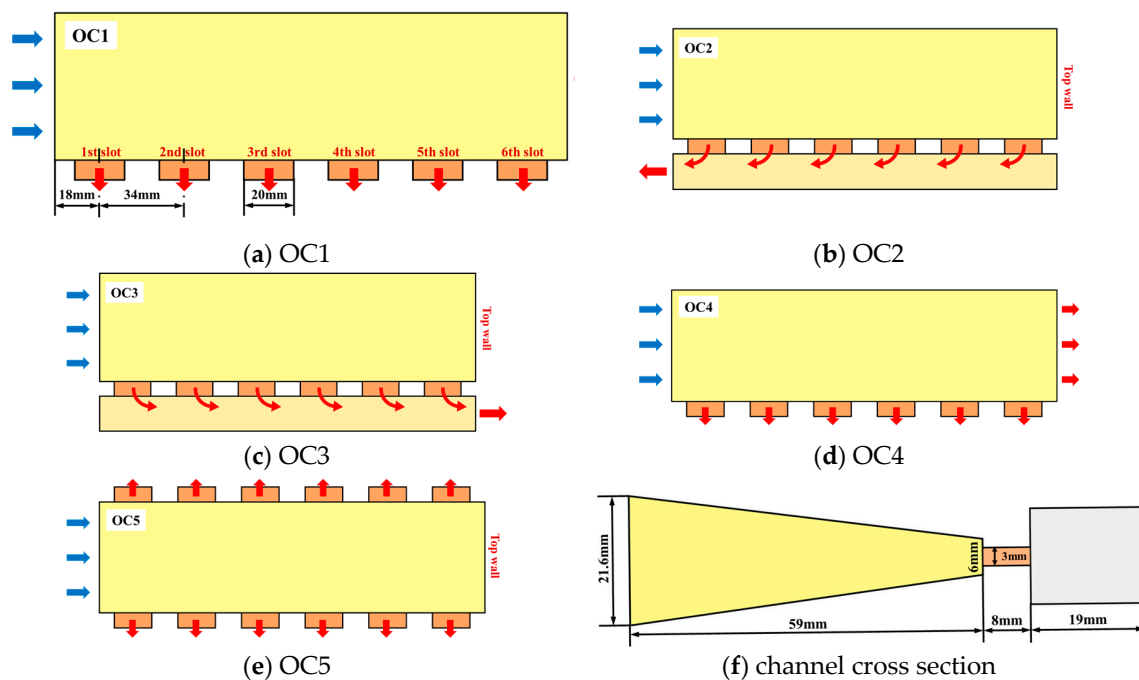 OC1
1st slot 2nd slot 3rd slot 4th slot 5th slot 6th slot
18mm 34mm 20mm
(a) OC1
OC2
Top wall
(b) OC2
OC3
Top wall
(c) OC3
OC4
(d) OC4
OC5
Top wall
(e) OC5
21.6mm
6mm
3mm
59mm 8mm 19mm
(f) channel cross section